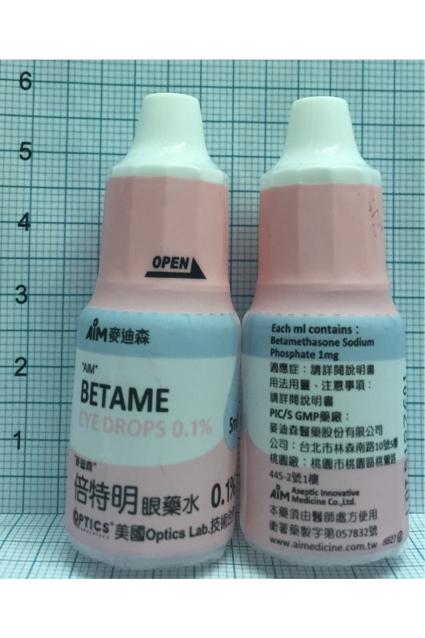 6
5
4
3
2
1
OPEN
AIM 麥迪森
"AIM"
BETAME
EYE DROPS 0.1%
5m
"麥迪森"
倍特明 眼藥水 0.1%
OPTICS 美國Optics Lab.技術
Each ml contains：
Betamethasone Sodium
Phosphate 1mg
適應症：請詳閱說明書
用法用量、注意事項：
請詳閱說明書
PIC/S GMP藥廠：
麥迪森醫藥股份有限公司
公司：台北市林森南路10號5樓
桃園廠：桃園市桃園區桃鶯路
445-2號1樓
AIM Aseptic Innovative
Medicine Co.,Ltd.
本藥須由醫師處方使用
衛署藥製字第057832號
www.aimedicine.com.tw